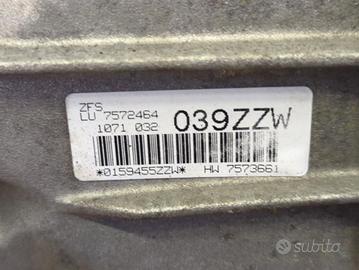 ZFS
LU 7572464
1071 032 039ZZW
*0159455ZZW* HW 7573661
subito